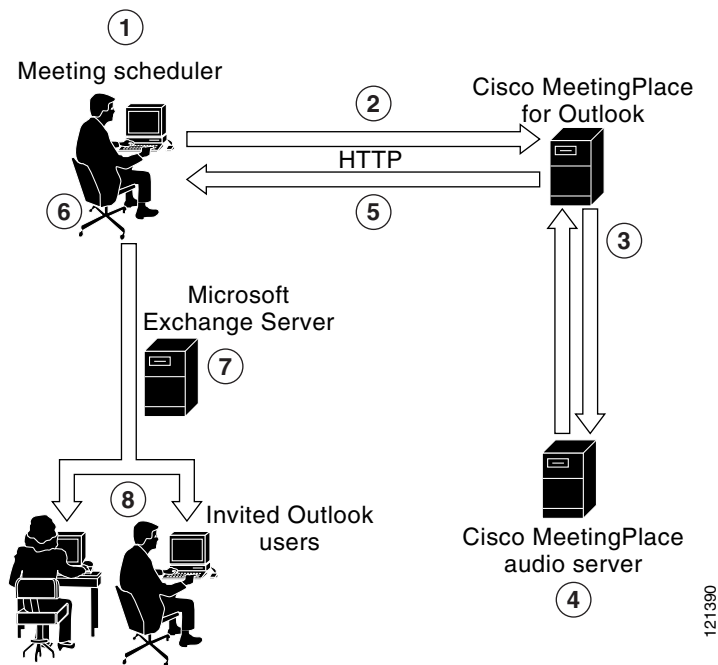 1
Meeting scheduler
2
Cisco MeetingPlace
for Outlook
HTTP
5
6
3
Microsoft
Exchange Server
7
8
Invited Outlook
users
Cisco MeetingPlace
audio server
4
121390